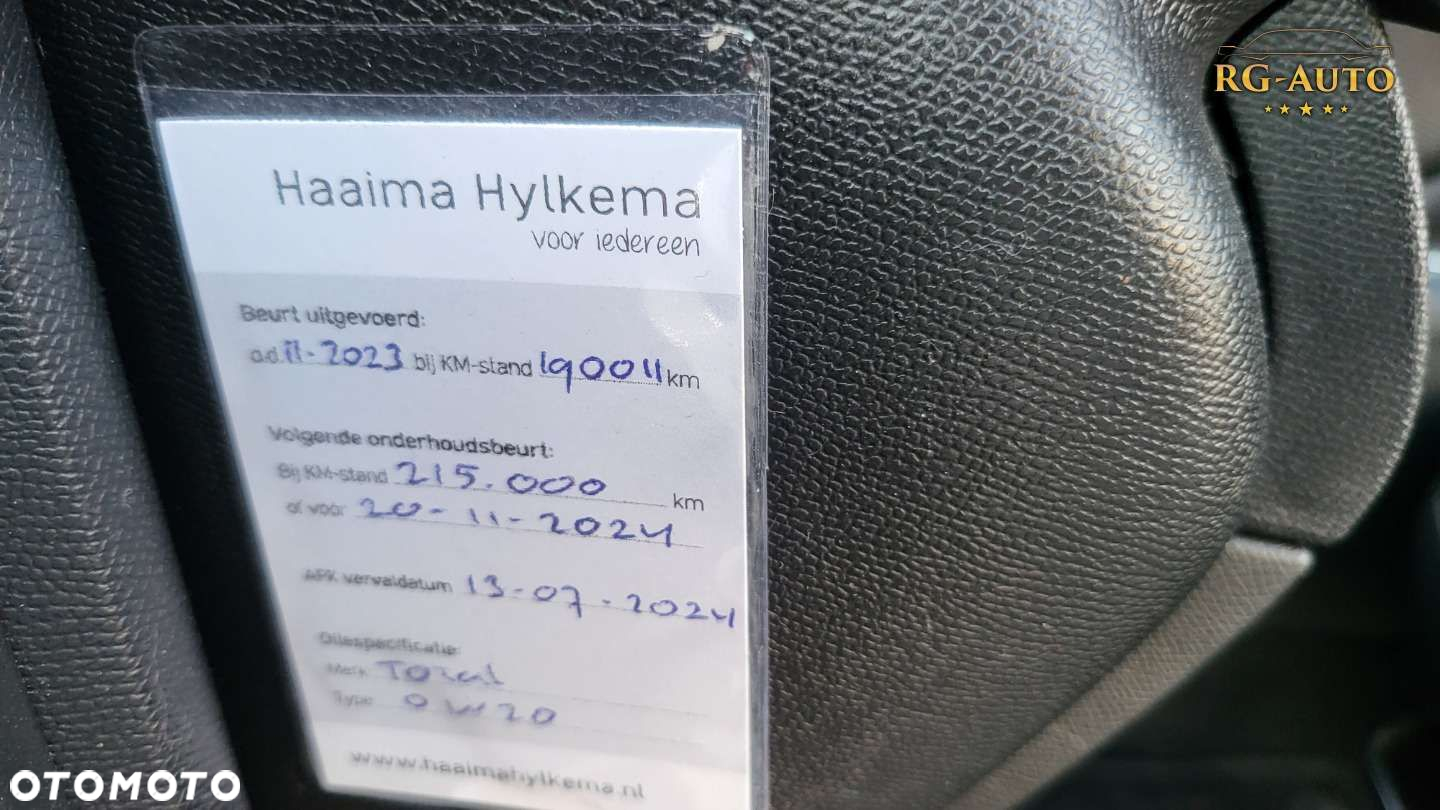 RG-AUTO
Haaima Hylkema
voor iedereen
Beurt uitgevoerd:
a.d. 11-2023 bij KM-stand 190011 km
Volgende onderhoudsbeurt:
Bij KM-stand 215.000 km
of voor 20-11-2024
APK vervaldatum 13-07-2024
Oliespecificatie:
Merk Total
Type 0W20
www.haaimahylkema.nl
OTOMOTO